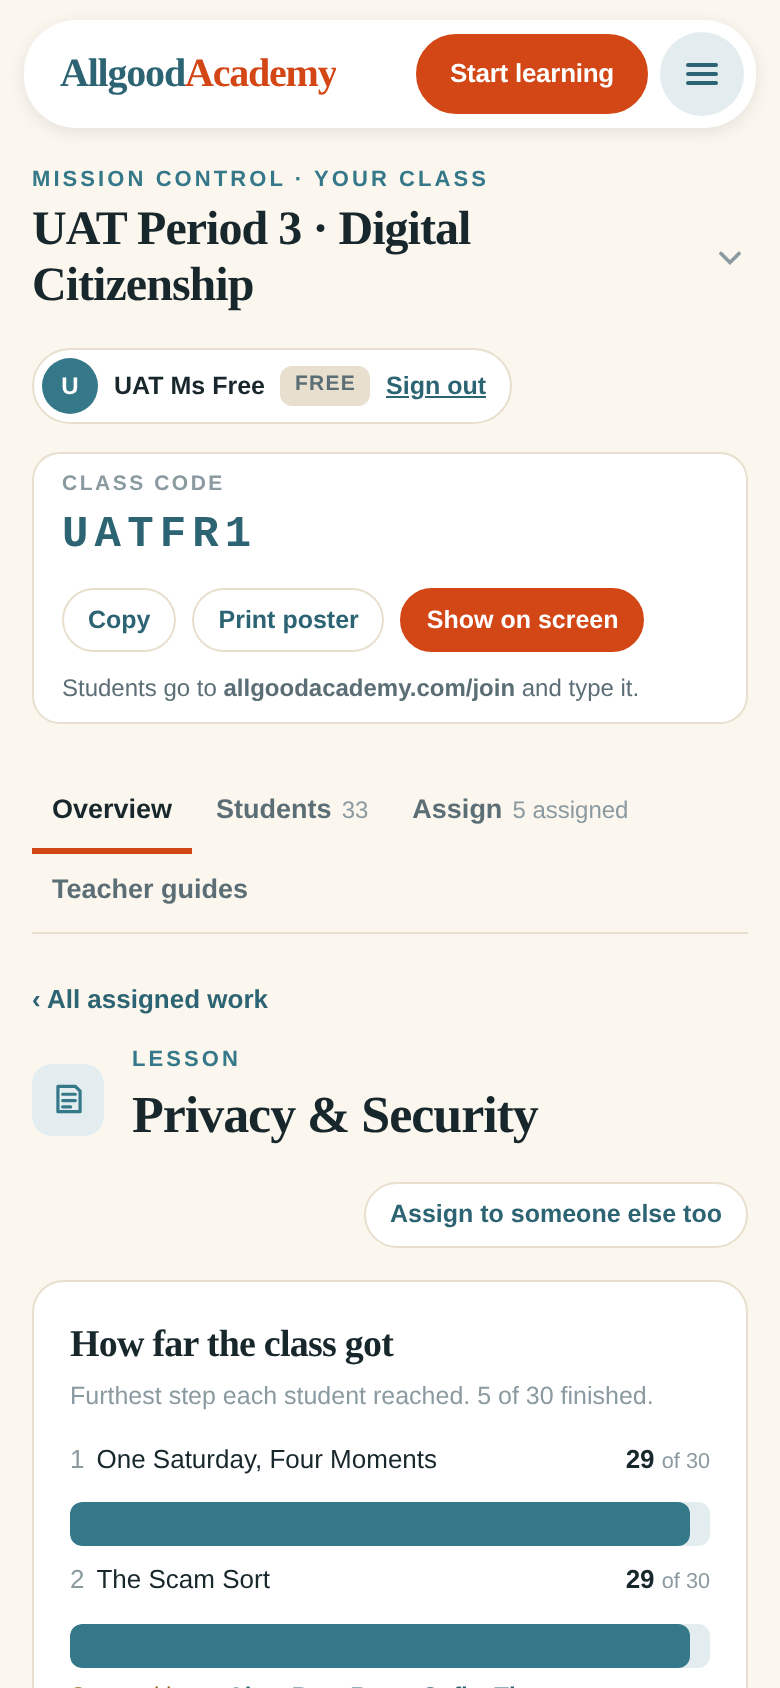 AllgoodAcademy
Start learning
MISSION CONTROL · YOUR CLASS
UAT Period 3 · Digital
Citizenship
U UAT Ms Free FREE Sign out
CLASS CODE
UATFR1
Copy Print poster Show on screen
Students go to allgoodacademy.com/join and type it.
Overview Students 33 Assign 5 assigned
Teacher guides
‹ All assigned work
LESSON
Privacy & Security
Assign to someone else too
How far the class got
Furthest step each student reached. 5 of 30 finished.
1 One Saturday, Four Moments 29 of 30
2 The Scam Sort 29 of 30